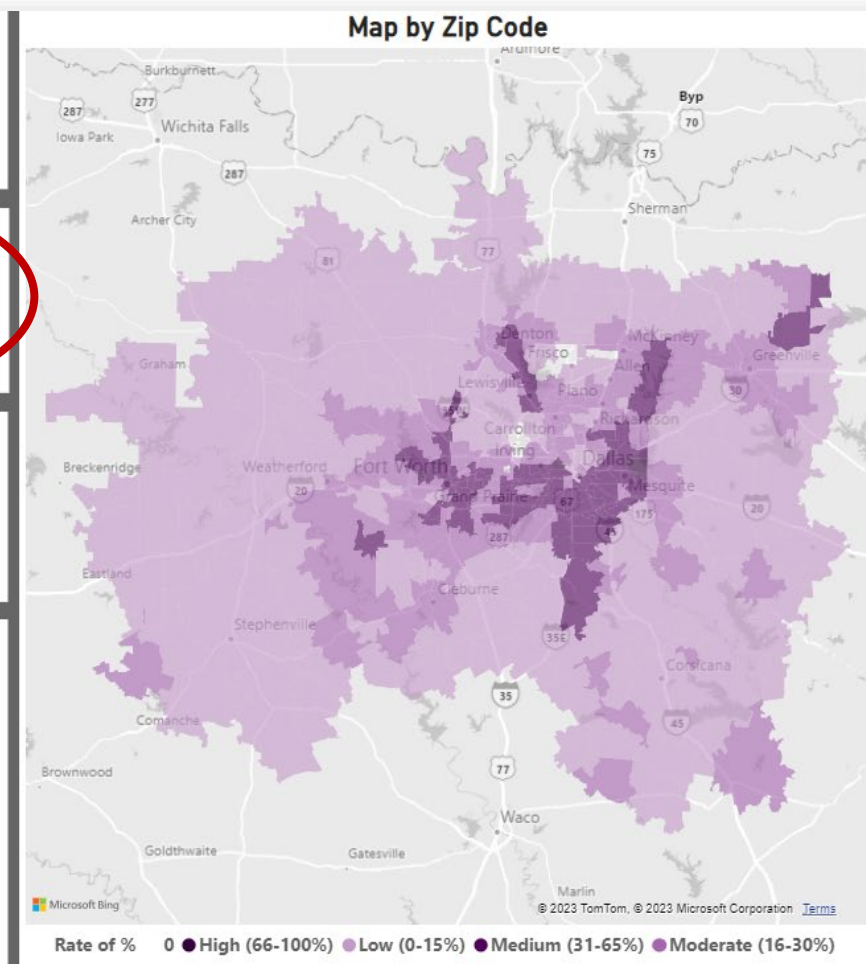 Map by Zip Code
Ardmore
Burkburnett
287
277
Byp
70
Iowa Park
Wichita Falls
75
287
Archer City
Sherman
81
77
Denton
McKinney
Frisco
Graham
Allen
Greenville
Lewisville
Plano
30
35W
Richardson
Carrollton
Irving
Breckenridge
Weatherford
Fort Worth
Dallas
Mesquite
20
Grand Prairie
67
175
20
287
45
Eastland
Cleburne
Stephenville
35E
Corsicana
35
Comanche
45
Brownwood
77
Waco
Goldthwaite
Gatesville
Marlin
Microsoft Bing
© 2023 TomTom, © 2023 Microsoft Corporation Terms
Rate of % 0 High (66-100%) Low (0-15%) Medium (31-65%) Moderate (16-30%)